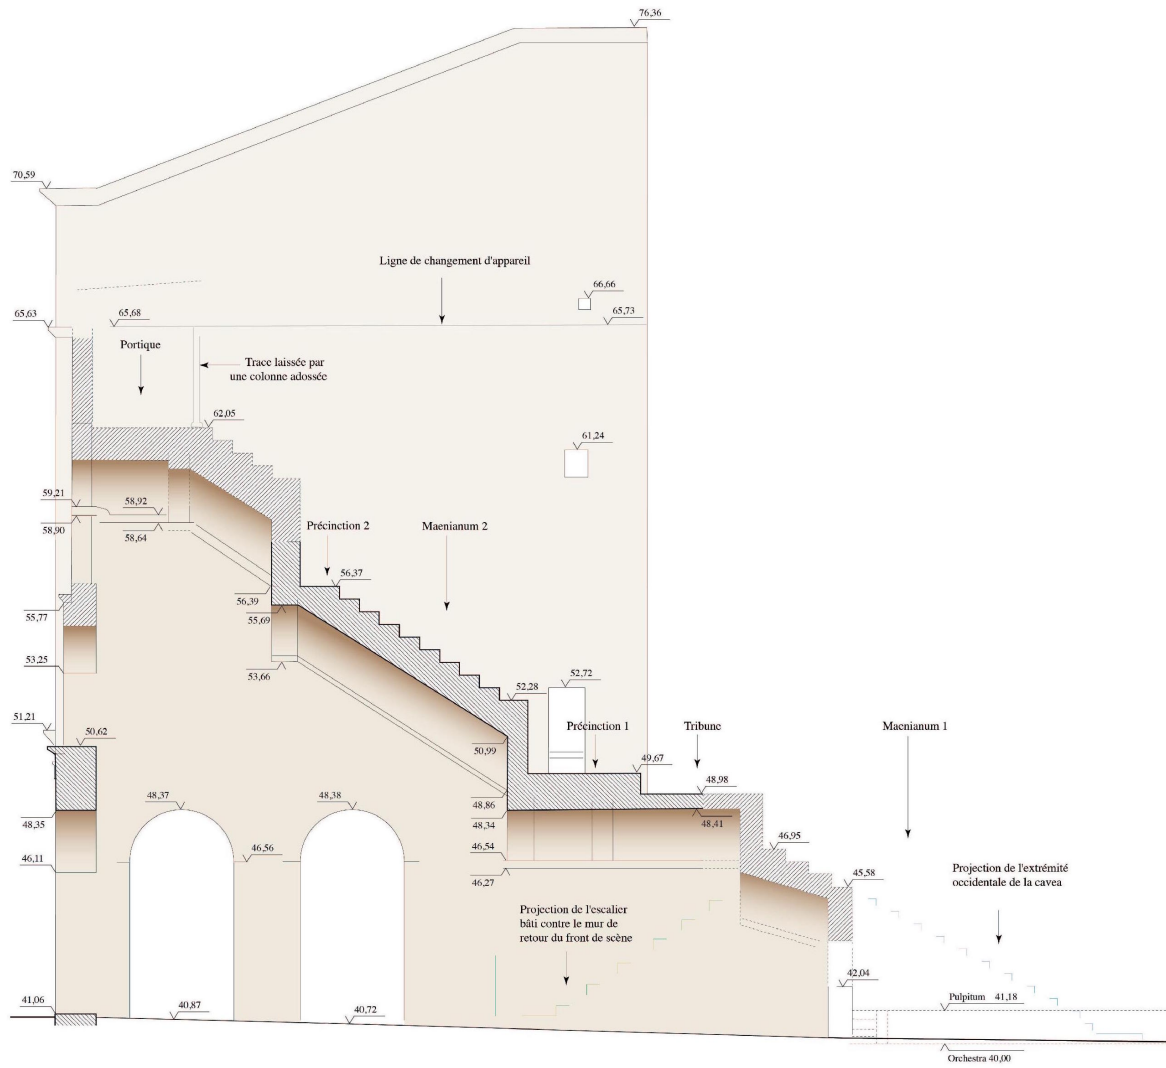 76,36
70,59
Ligne de changement d'appareil
66,66
65,63
65,68
65,73
Portique
Trace laissée par
une colonne adossée
62,05
61,24
59,21
58,92
58,90
58,64
Précinction 2
Maenianum 2
56,37
56,39
55,77
55,69
53,25
53,66
52,28
52,72
51,21
50,62
Précinction 1
Tribune
Maenianum 1
50,99
49,67
48,98
48,37
48,38
48,86
48,35
48,34
48,41
46,95
46,11
46,56
46,54
46,27
45,58
Projection de l'extrémité
occidentale de la cavea
Projection de l'escalier
bâti contre le mur de
retour du front de scène
42,04
41,06
40,87
40,72
Pulpitum 41,18
Orchestra 40,00